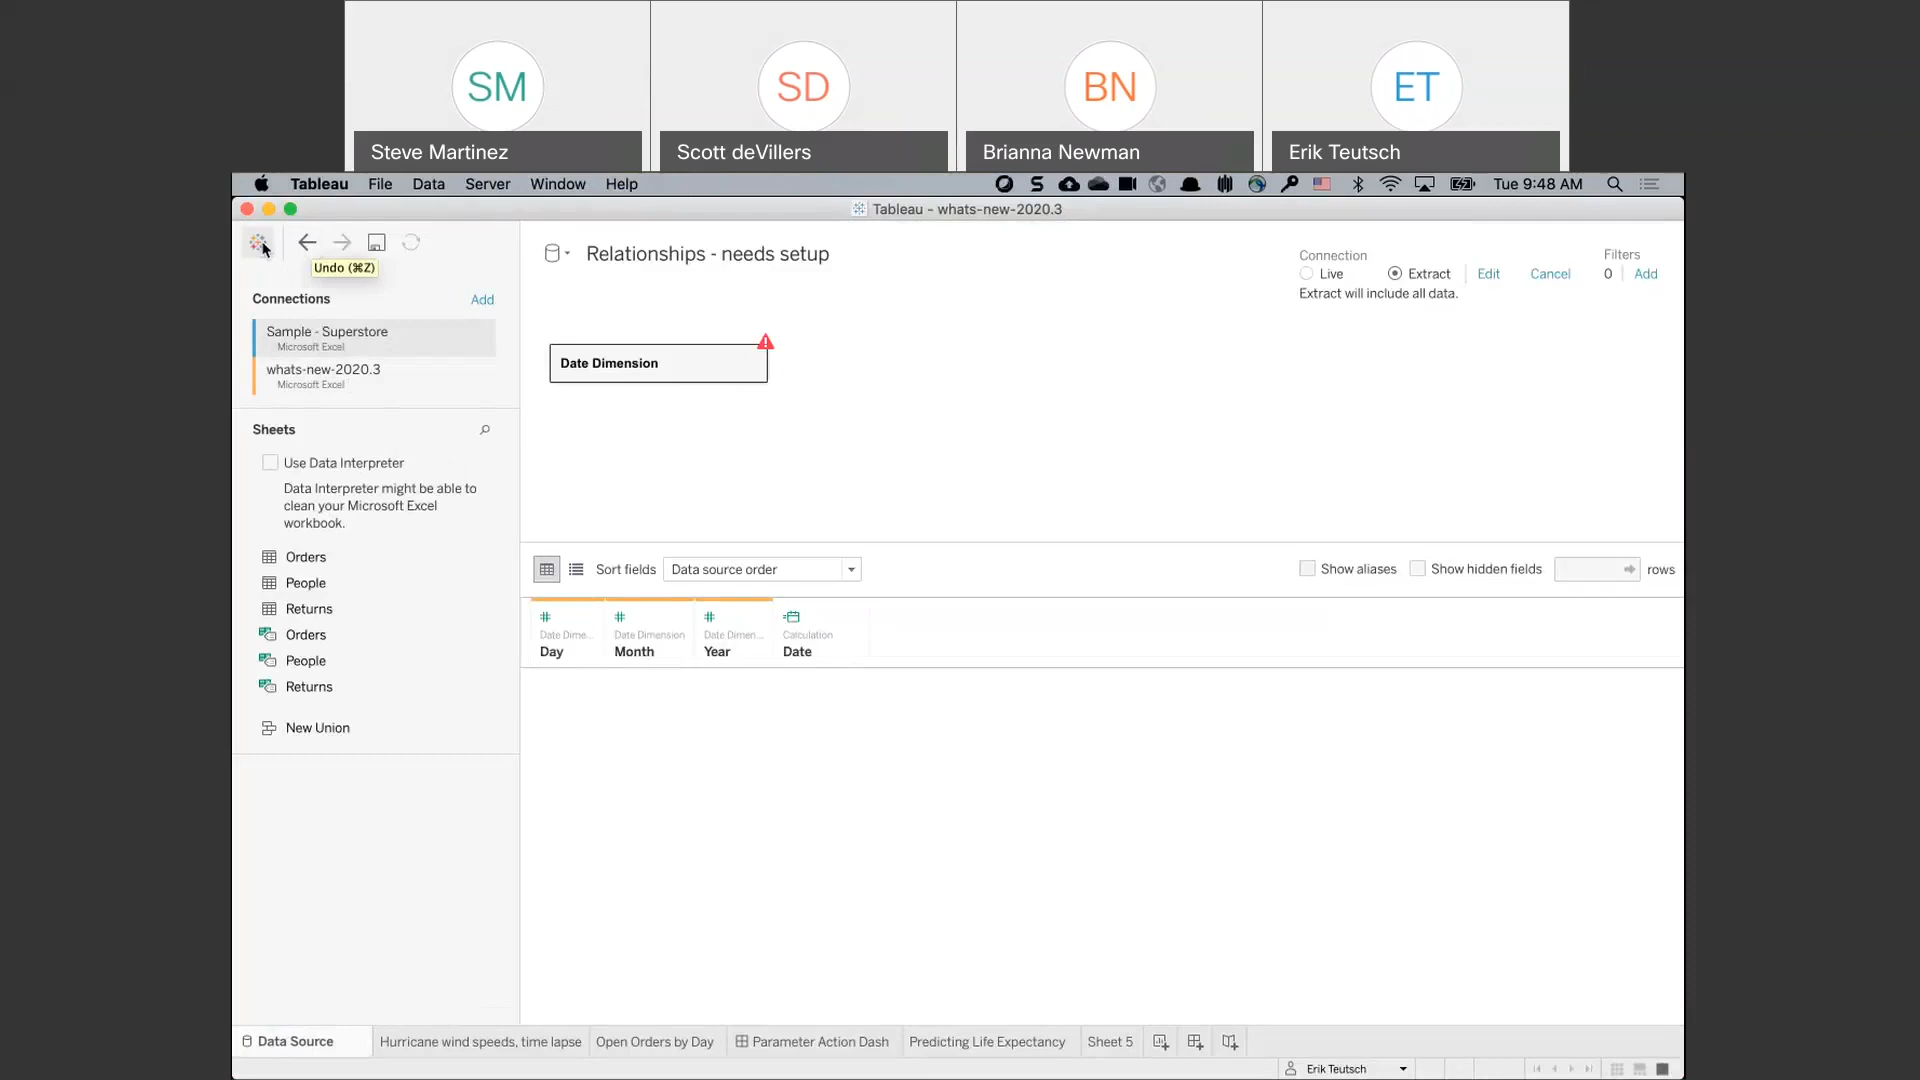 SM
SD
BN
ET
Steve Martinez
Scott deVillers
Brianna Newman
Erik Teutsch
Tableau File Data Server Window Help
Tue 9:48 AM
Tableau - whats-new-2020.3
Undo (⌘Z)
Connections
Add
Sample - Superstore
Microsoft Excel
whats-new-2020.3
Microsoft Excel
Sheets
Use Data Interpreter
Data Interpreter might be able to
clean your Microsoft Excel
workbook.
Orders
People
Returns
Orders
People
Returns
New Union
Relationships - needs setup
Connection
Live
Extract
Edit
Cancel
Extract will include all data.
Filters
0
Add
Date Dimension
Sort fields
Data source order
Show aliases
Show hidden fields
rows
Date Dime...
Day
Date Dimension
Month
Date Dimen...
Year
Calculation
Date
Data Source
Hurricane wind speeds, time lapse
Open Orders by Day
Parameter Action Dash
Predicting Life Expectancy
Sheet 5
Erik Teutsch